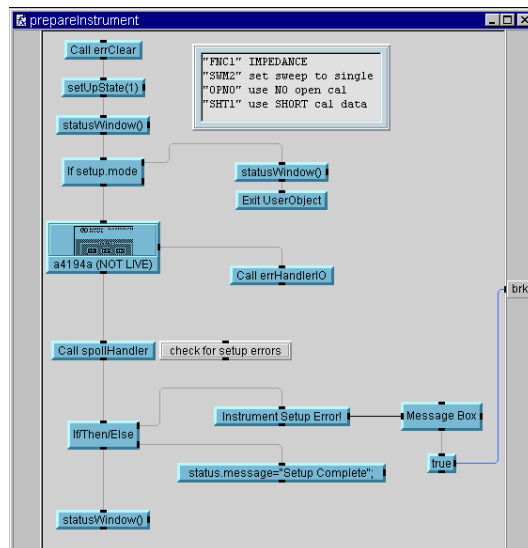 prepareInstrument
Call errClear
setUpState(1)
statusWindow()
"FNC1" IMPEDANCE
"SWM2" set sweep to single
"OPN0" use NO open cal
"SHT1" use SHORT cal data
If setup.mode
statusWindow()
Exit UserObject
a4194a (NOT LIVE)
Call errHandlerIO
brk
Call spollHandler
check for setup errors
If/Then/Else
Instrument Setup Error!
Message Box
true
status.message="Setup Complete";
statusWindow()